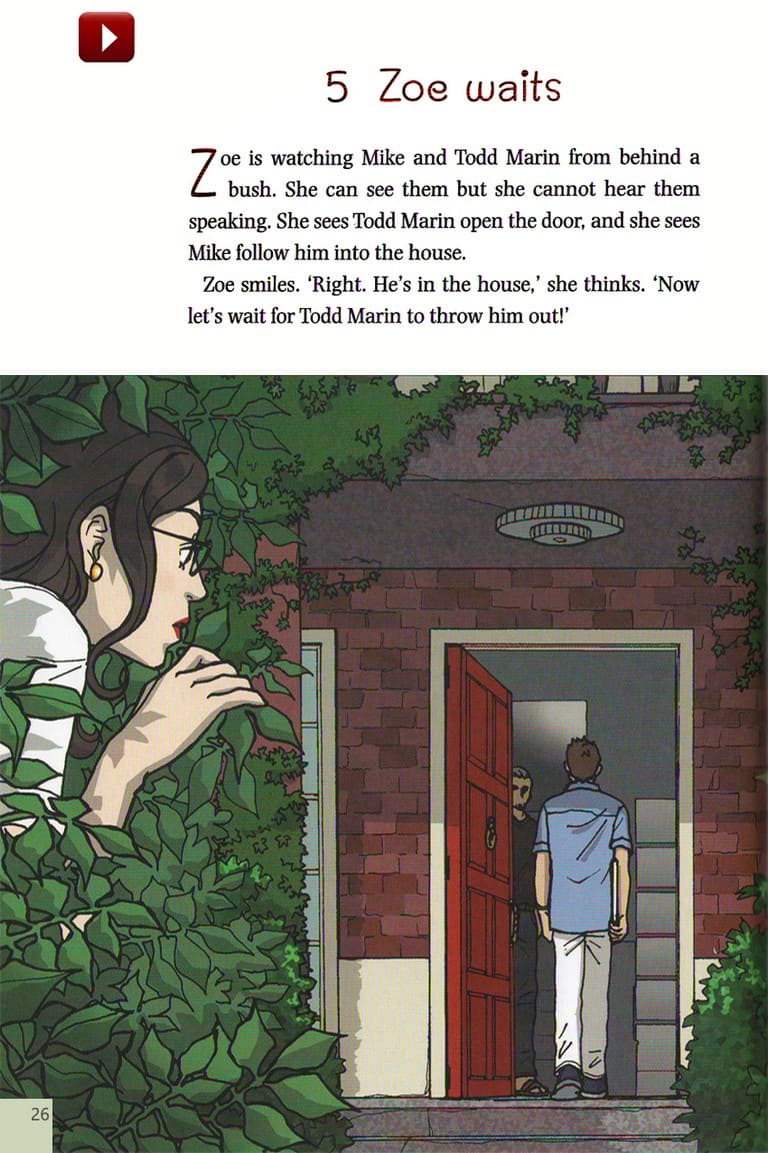 5 Zoe waits
Zoe is watching Mike and Todd Marin from behind a
bush. She can see them but she cannot hear them
speaking. She sees Todd Marin open the door, and she sees
Mike follow him into the house.
Zoe smiles. ‘Right. He’s in the house,’ she thinks. ‘Now
let’s wait for Todd Marin to throw him out!’
26